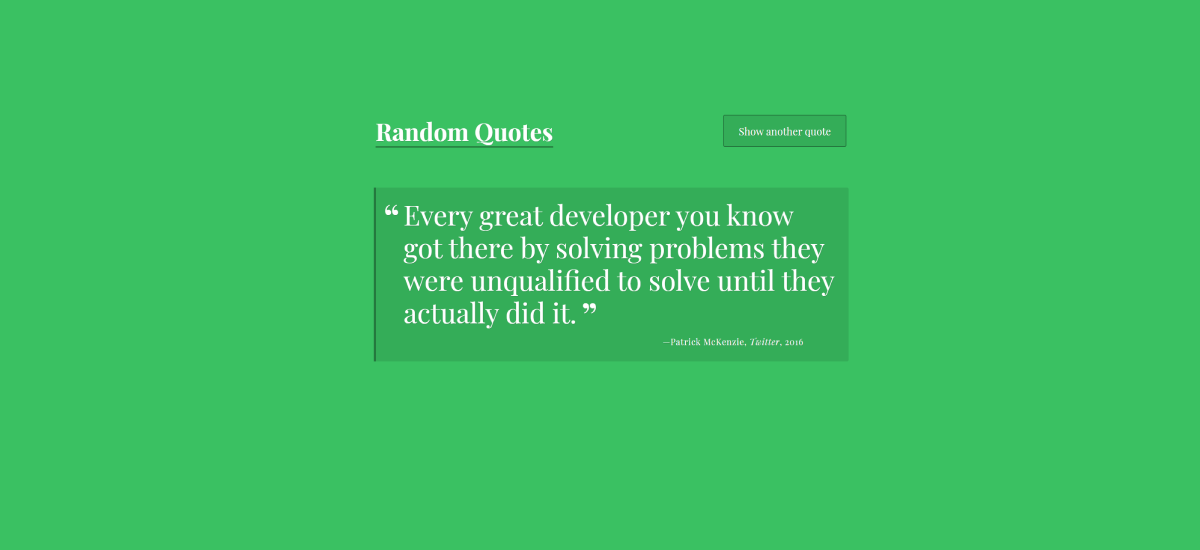 Random Quotes
Show another quote
“ Every great developer you know
got there by solving problems they
were unqualified to solve until they
actually did it. ”
—Patrick McKenzie, Twitter, 2016